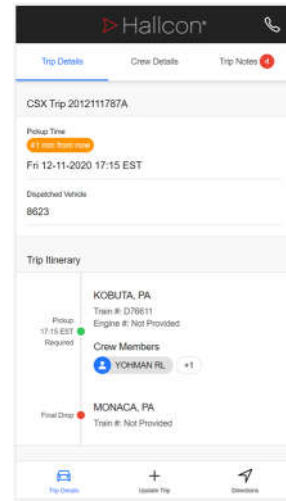 Hallcon
Trip Details
Crew Details
Trip Notes 4
CSX Trip 2012111787A
Pickup Time
41 min from now
Fri 12-11-2020 17:15 EST
Dispatched Vehicle
8623
Trip Itinerary
KOBUTA, PA
Train #: D76611
Engine #: Not Provided
Pickup
17:15 EST
Required
Crew Members
YOHMAN RL
+1
Final Drop
MONACA, PA
Train #: Not Provided
Trip Details
Update Trip
Directions